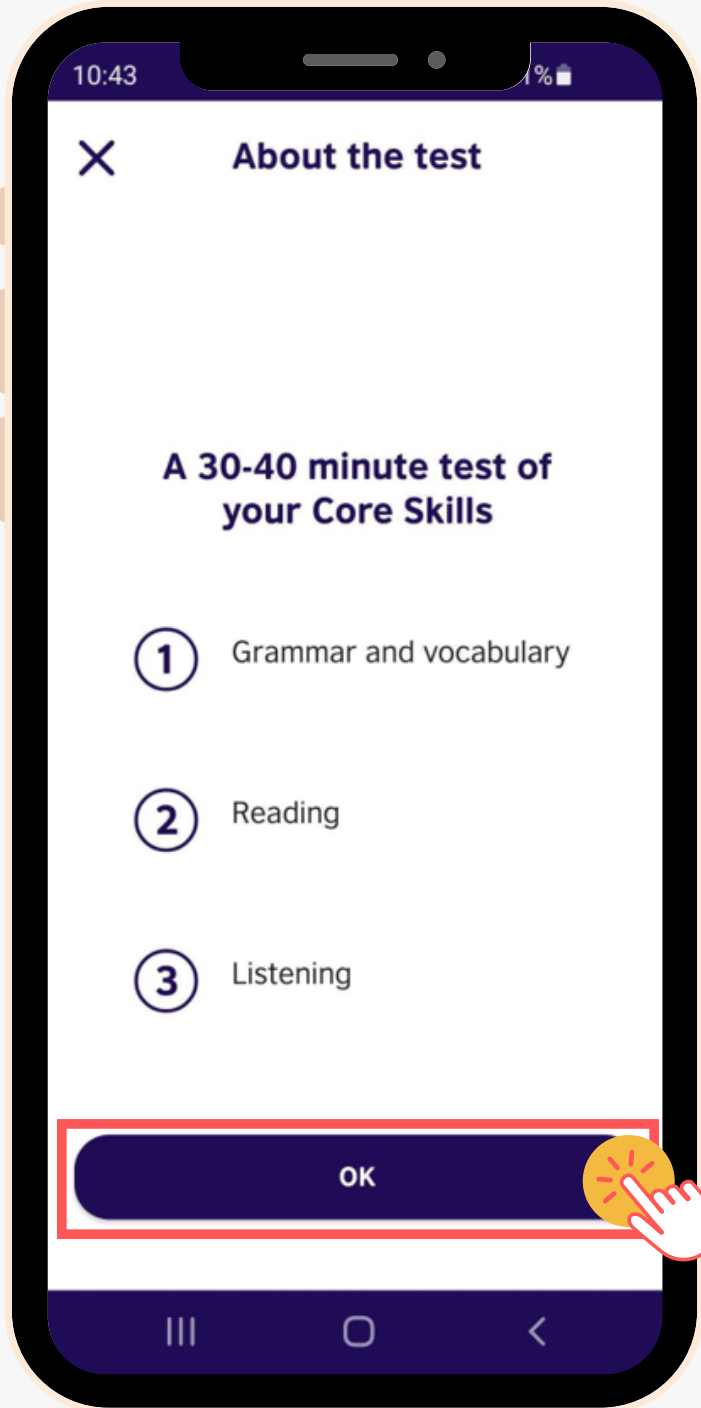 10:43
About the test
A 30-40 minute test of
your Core Skills
1 Grammar and vocabulary
2 Reading
3 Listening
OK